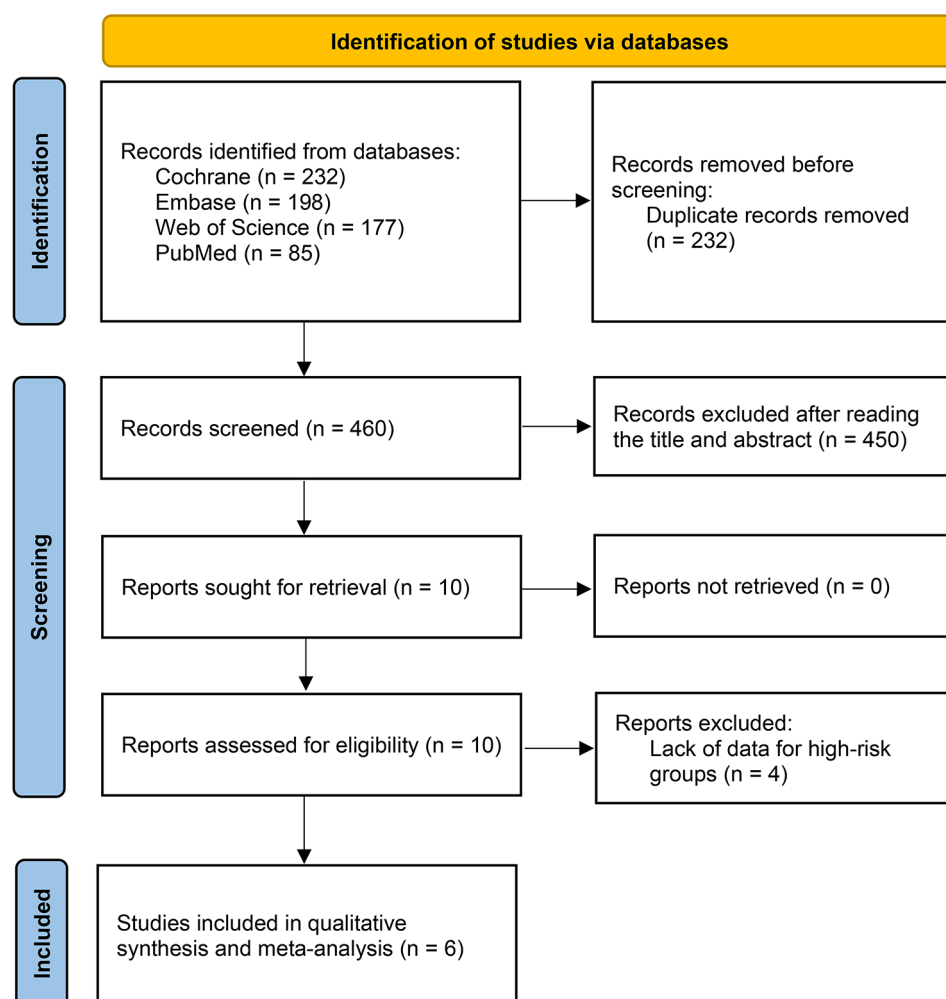 Identification of studies via databases
Identification
Records identified from databases:
Cochrane (n = 232)
Embase (n = 198)
Web of Science (n = 177)
PubMed (n = 85)
Records removed before
screening:
Duplicate records removed
(n = 232)
Screening
Records screened (n = 460)
Records excluded after reading
the title and abstract (n = 450)
Reports sought for retrieval (n = 10)
Reports not retrieved (n = 0)
Reports assessed for eligibility (n = 10)
Reports excluded:
Lack of data for high-risk
groups (n = 4)
Included
Studies included in qualitative
synthesis and meta-analysis (n = 6)